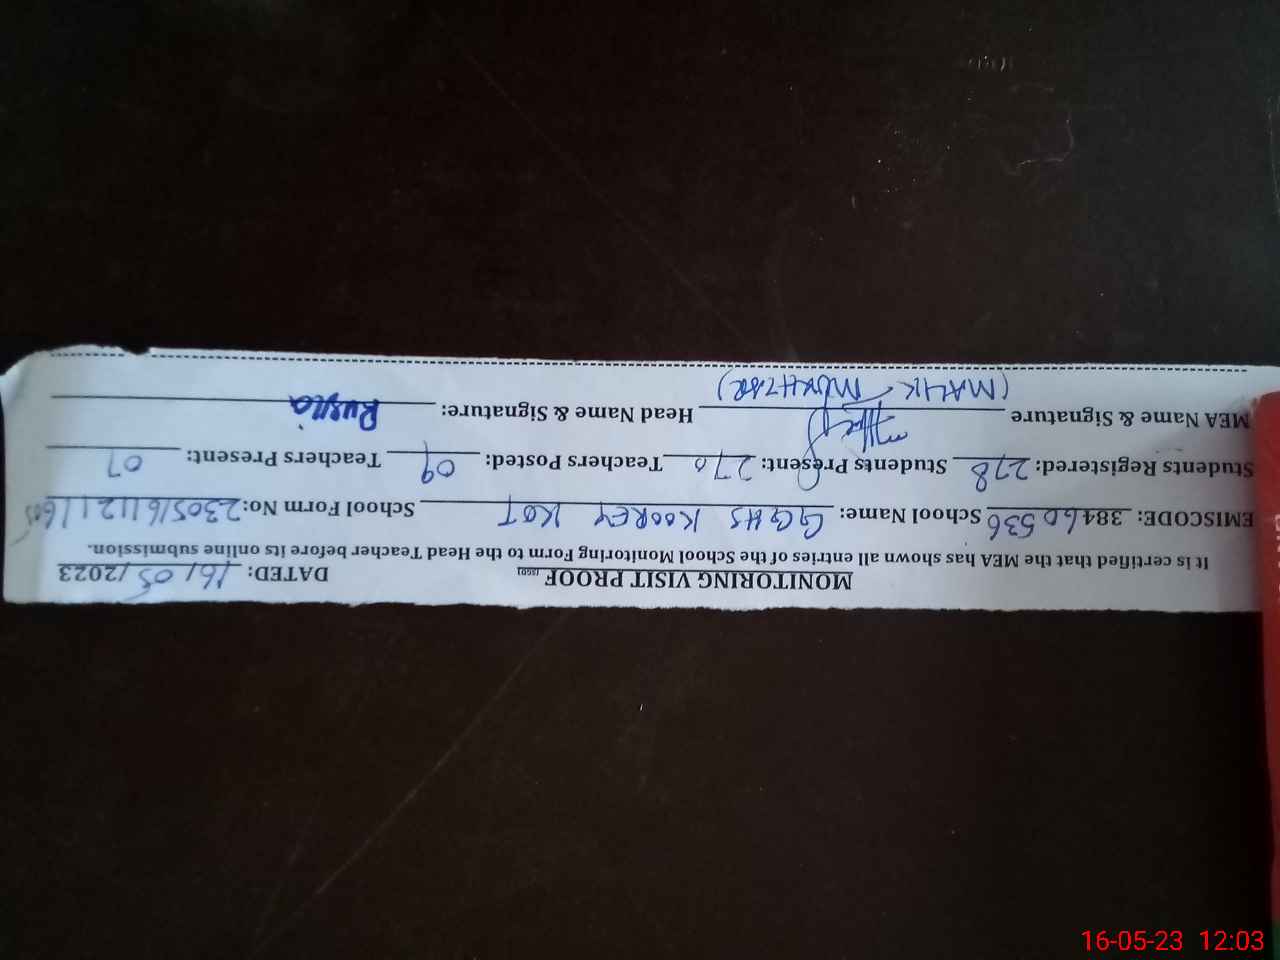 MONITORING VISIT PROOF DATED: 16/05/2023
It is certified that the MEA has shown all entries of the School Monitoring Form to the Head Teacher before its online submission.
EMISCODE: 38460536 School Name: GGHS KOOREY KOT School Form No: 23051611211605
Students Registered: 278 Students Present: 270 Teachers Posted: 09 Teachers Present: 07
MEA Name & Signature Head Name & Signature:
(MALIK MUKHTAR)
16-05-23 12:03